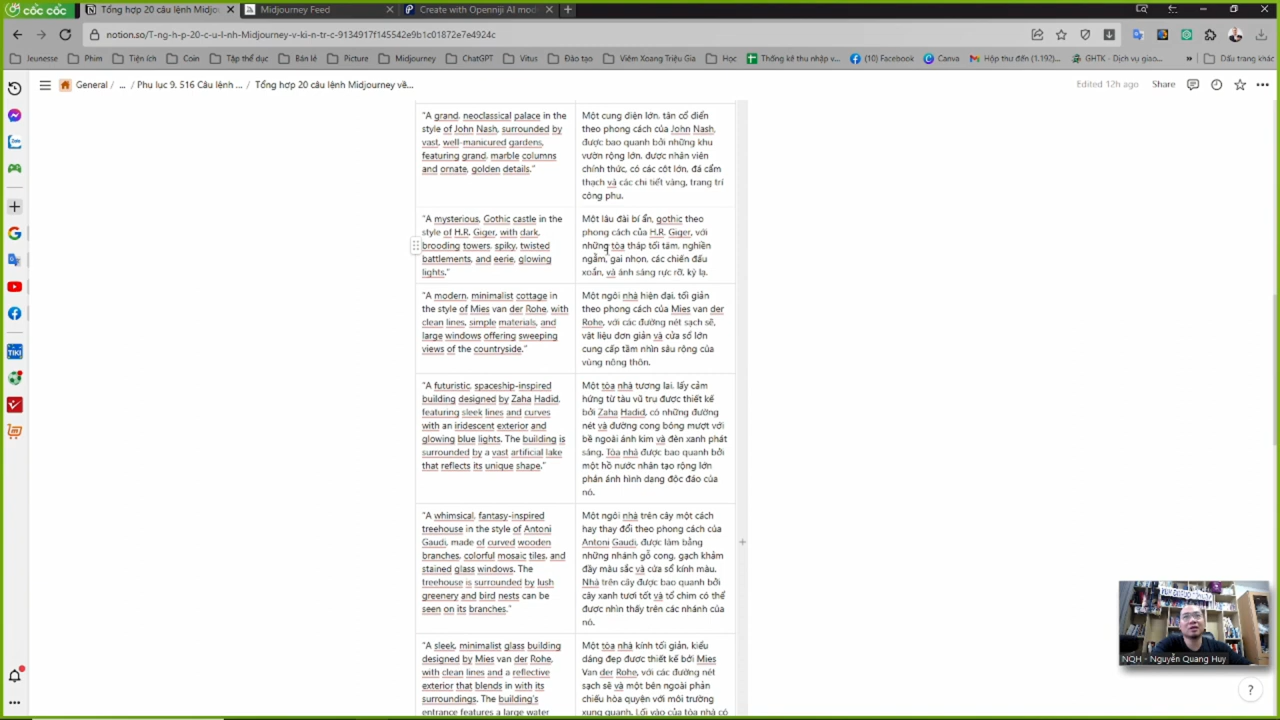 cốc cốc
Tổng hợp 20 câu lệnh Midjou
Midjourney Feed
Create with Openniji AI mod
notion.so/T-ng-h-p-20-c-u-l-nh-Midjourney-v-ki-n-tr-c-9134917f145542e9b1c01872e7e4924c
Jeunesse
Phim
Tiện ích
Coin
Tập thể dục
Bán lẻ
Picture
Midjourney
ChatGPT
Vitus
Đào tạo
Viêm Xoang Triệu Gia
Học
Thống kê thu nhập v...
(10) Facebook
Canva
Hộp thư đến (1.192)...
GHTK - Dịch vụ giao...
»
Dấu trang khác
General / ... / Phụ lục 9. 516 Câu lệnh ... / Tổng hợp 20 câu lệnh Midjourney về...
Edited 12h ago
Share
"A grand, neoclassical palace in the
style of John Nash, surrounded by
vast, well-manicured gardens,
featuring grand, marble columns
and ornate, golden details."
Một cung điện lớn, tân cổ điển
theo phong cách của John Nash,
được bao quanh bởi những khu
vườn rộng lớn, được nhân viên
chính thức, có các cột lớn, đá cẩm
thạch và các chi tiết vàng, trang trí
công phu.
"A mysterious, Gothic castle in the
style of H.R. Giger, with dark,
brooding towers, spiky, twisted
battlements, and eerie, glowing
lights."
Một lâu đài bí ẩn, gothic theo
phong cách của H.R. Giger, với
những tòa tháp tối tăm, nghiền
ngẫm, gai nhọn, các chiến đấu
xoắn, và ánh sáng rực rỡ, kỳ lạ.
"A modern, minimalist cottage in
the style of Mies van der Rohe, with
clean lines, simple materials, and
large windows offering sweeping
views of the countryside."
Một ngôi nhà hiện đại, tối giản
theo phong cách của Mies van der
Rohe, với các đường nét sạch sẽ,
vật liệu đơn giản và cửa sổ lớn
cung cấp tầm nhìn sâu rộng của
vùng nông thôn.
"A futuristic, spaceship-inspired
building designed by Zaha Hadid,
featuring sleek lines and curves
with an iridescent exterior and
glowing blue lights. The building is
surrounded by a vast artificial lake
that reflects its unique shape."
Một tòa nhà tương lai, lấy cảm
hứng từ tàu vũ trụ được thiết kế
bởi Zaha Hadid, có những đường
nét và đường cong bóng mượt với
bề ngoài ánh kim và đèn xanh phát
sáng. Tòa nhà được bao quanh bởi
một hồ nước nhân tạo rộng lớn
phản ánh hình dạng độc đáo của
nó.
"A whimsical, fantasy-inspired
treehouse in the style of Antoni
Gaudi, made of curved wooden
branches, colorful mosaic tiles, and
stained glass windows. The
treehouse is surrounded by lush
greenery and bird nests can be
seen on its branches."
Một ngôi nhà trên cây một cách
hay thay đổi theo phong cách của
Antoni Gaudi, được làm bằng
những nhánh gỗ cong, gạch khảm
đầy màu sắc và cửa sổ kính màu.
Nhà trên cây được bao quanh bởi
cây xanh tươi tốt và tổ chim có thể
được nhìn thấy trên các nhánh của
nó.
"A sleek, minimalist glass building
designed by Mies van der Rohe,
with clean lines and a reflective
exterior that blends in with its
surroundings. The building's
entrance features a large water
Một tòa nhà kính tối giản, kiểu
dáng đẹp được thiết kế bởi Mies
Van der Rohe, với các đường nét
sạch sẽ và một bên ngoài phản
chiếu hòa quyện với môi trường
xung quanh. Lối vào của tòa nhà có
NQH - Nguyễn Quang Huy
?
Zalo
TIKI